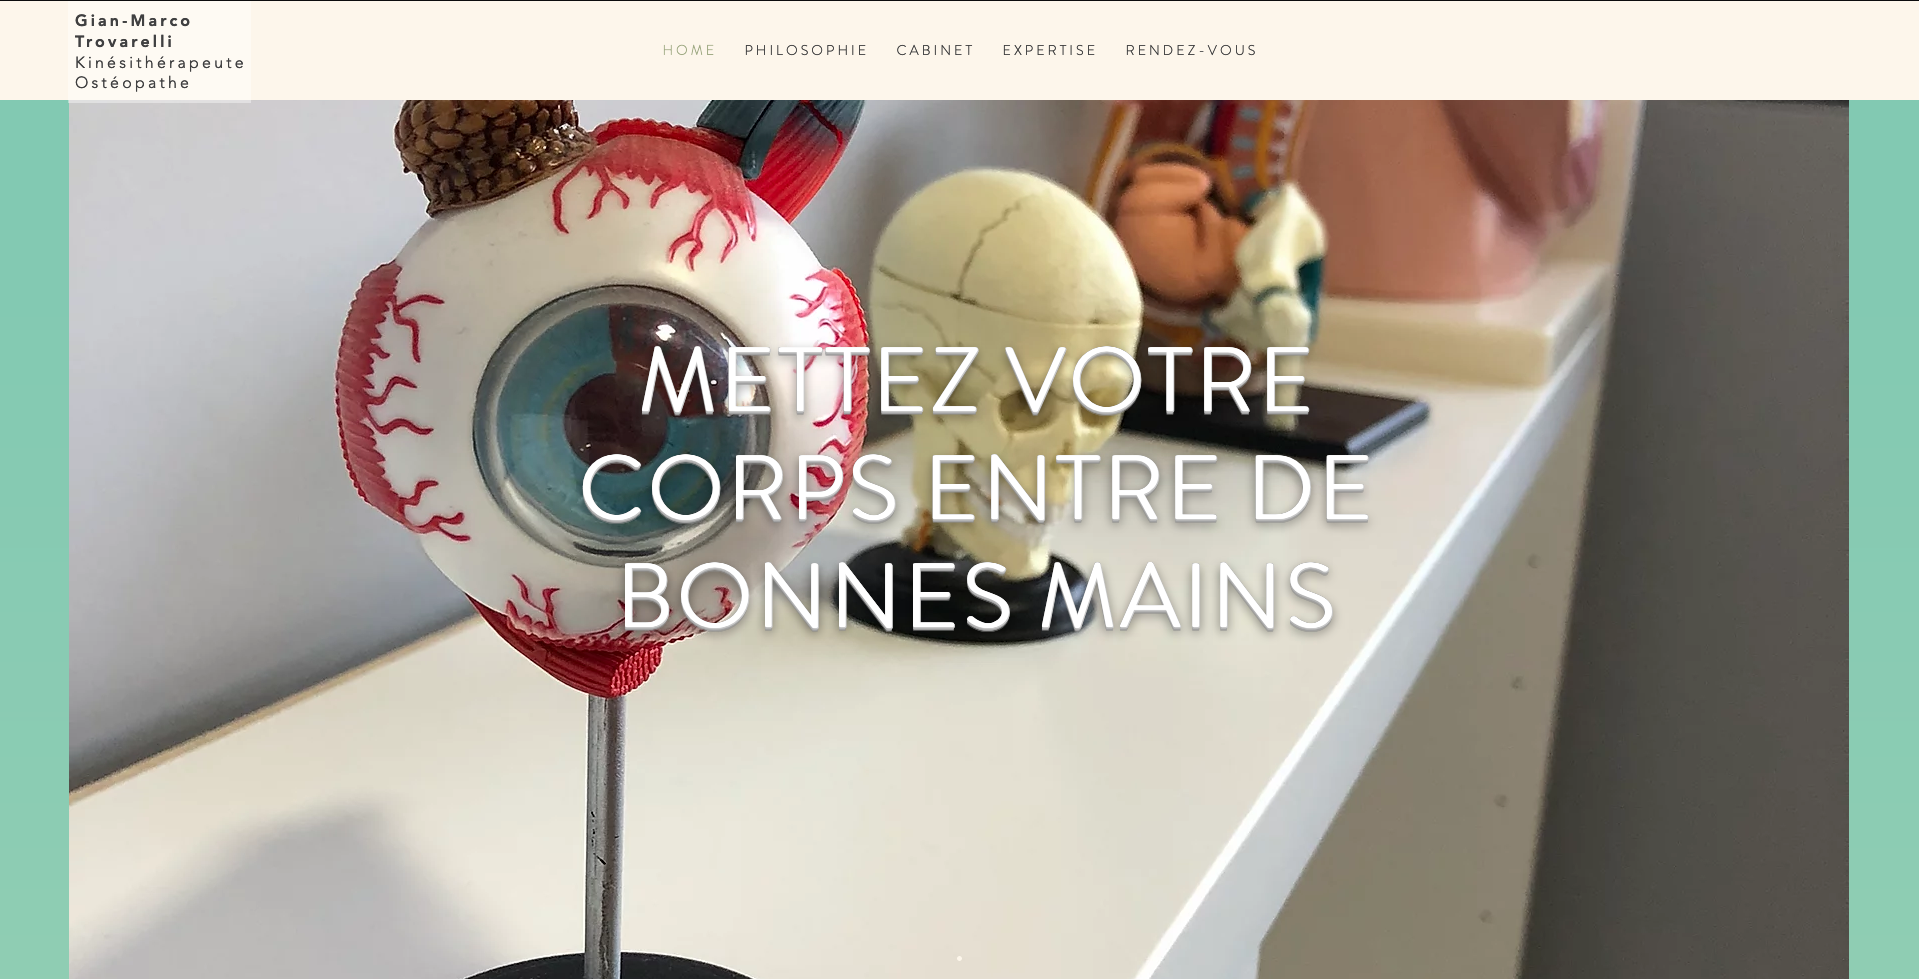 Gian-Marco
Trovarelli
Kinésithérapeute
Ostéopathe
HOME PHILOSOPHIE CABINET EXPERTISE RENDEZ-VOUS
METTEZ VOTRE
CORPS ENTRE DE
BONNES MAINS